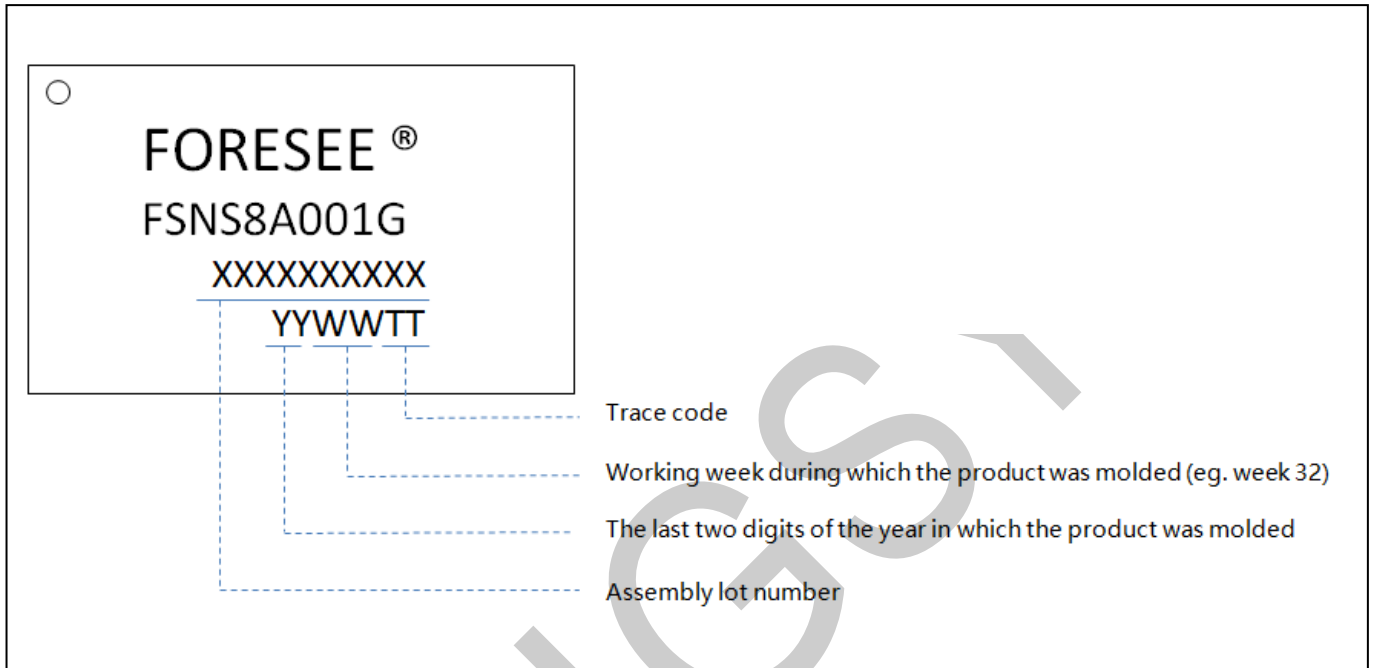 FORESEE ®
FSNS8A001G
XXXXXXXXXX
YYWWTT
Trace code
Working week during which the product was molded (eg. week 32)
The last two digits of the year in which the product was molded
Assembly lot number